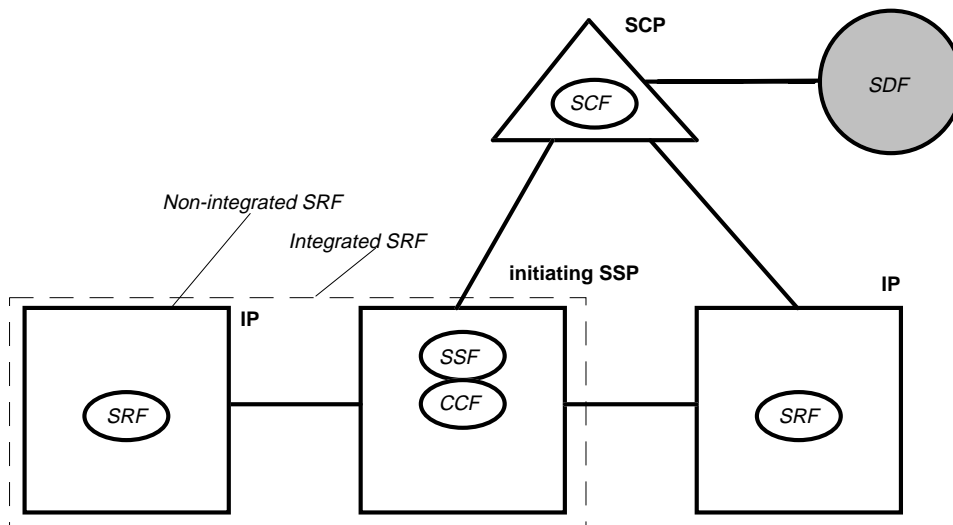 SCP
SDF
SCF
Non-integrated SRF
Integrated SRF
initiating SSP
IP
IP
SSF
CCF
SRF
SRF